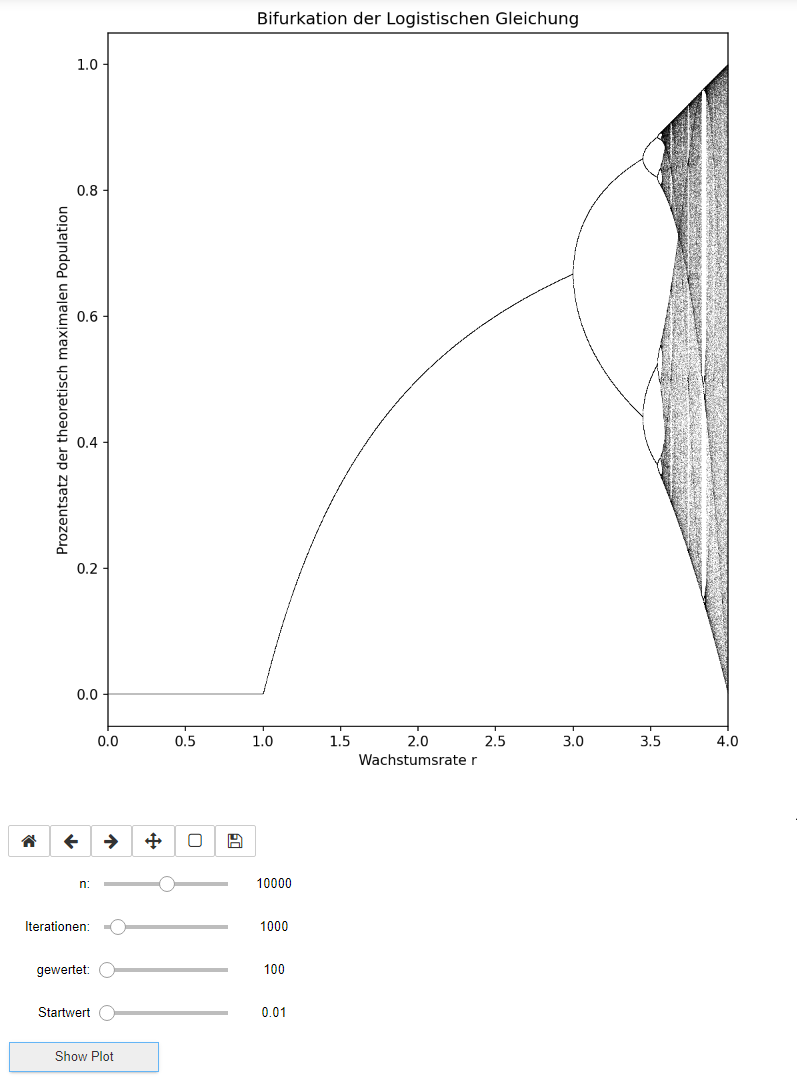 Bifurkation der Logistischen Gleichung
Prozentsatz der theoretisch maximalen Population
1.0
0.8
0.6
0.4
0.2
0.0
0.0 0.5 1.0 1.5 2.0 2.5 3.0 3.5 4.0
Wachstumsrate r
n: 10000
Iterationen: 1000
gewertet: 100
Startwert 0.01
Show Plot